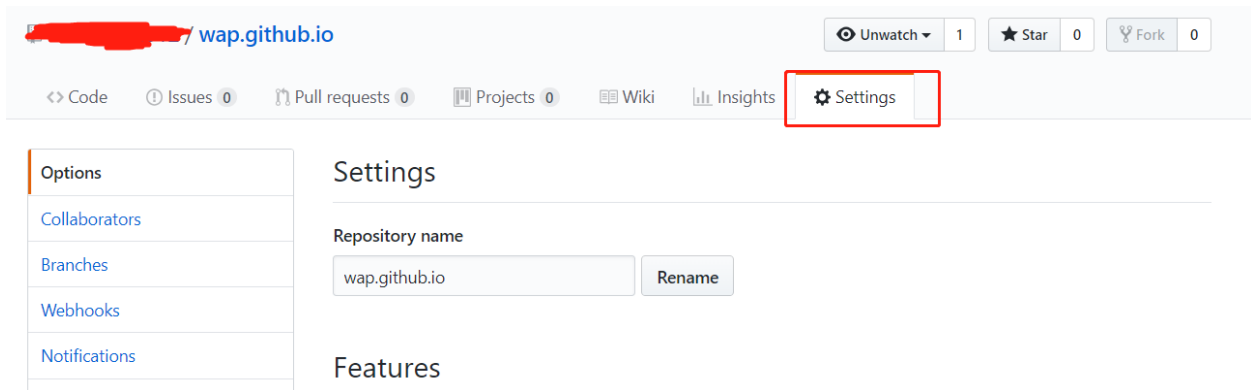 / wap.github.io Unwatch 1 Star 0 Fork 0
<> Code Issues 0 Pull requests 0 Projects 0 Wiki Insights Settings
Options
Collaborators
Branches
Webhooks
Notifications
Settings
Repository name
wap.github.io Rename
Features